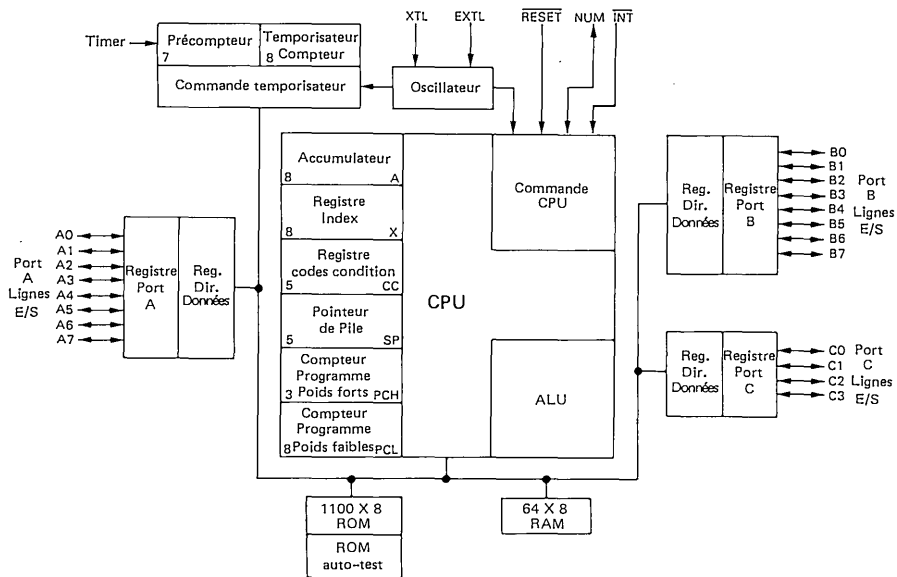 XTL
EXTL
RESET
NUM
INT
Timer
Précompteur
7
Temporisateur
8 Compteur
Commande temporisateur
Oscillateur
Accumulateur
8
A
Registre
Index
8
X
Registre
codes condition
5
CC
Pointeur
de Pile
5
SP
Compteur
Programme
3 Poids forts PCH
Compteur
Programme
8 Poids faibles PCL
CPU
Commande
CPU
ALU
A0
A1
A2
A3
A4
A5
A6
A7
Port
A
Lignes
E/S
Registre
Port
A
Reg.
Dir.
Données
Reg.
Dir.
Données
Registre
Port
B
B0
B1
B2
B3
B4
B5
B6
B7
Port
B
Lignes
E/S
Reg.
Dir.
Données
Registre
Port
C
C0
C1
C2
C3
Port
C
Lignes
E/S
1100 X 8
ROM
ROM
auto-test
64 X 8
RAM